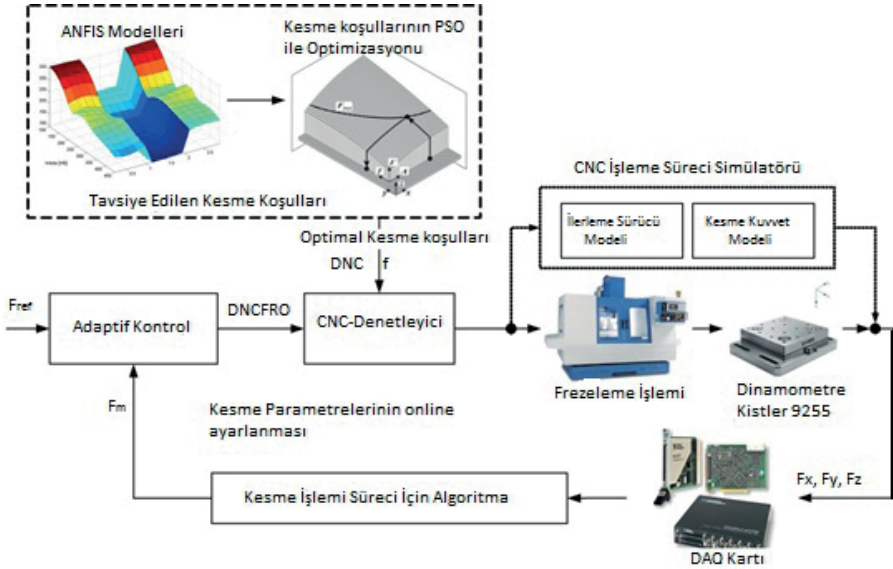 ANFIS Modelleri
Kesme koşullarının PSO
ile Optimizasyonu
Tavsiye Edilen Kesme Koşulları
CNC İşleme Süreci Simülatörü
İlerleme Sürücü
Modeli
Kesme Kuvvet
Modeli
Optimal Kesme koşulları
DNC f
Fref
Adaptif Kontrol
DNCFRO
CNC-Denetleyici
Frezeleme İşlemi
Dinamometre
Kistler 9255
Fm
Kesme Parametrelerinin online
ayarlanması
Kesme İşlemi Süreci İçin Algoritma
Fx, Fy, Fz
DAQ Kartı